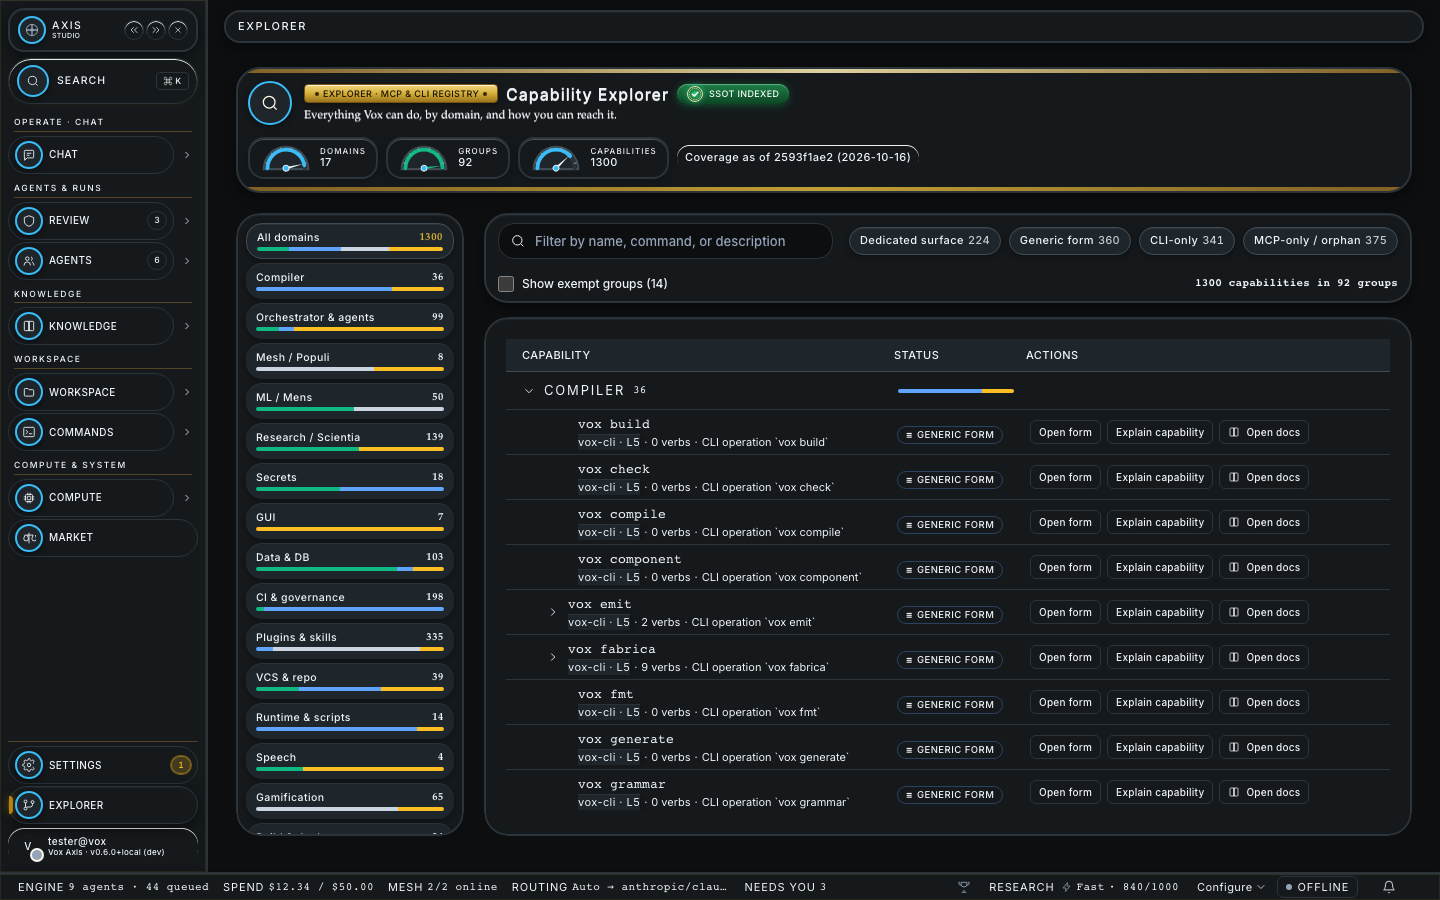 AXIS
STUDIO
SEARCH
⌘ K
OPERATE · CHAT
CHAT
AGENTS & RUNS
REVIEW 3
AGENTS 6
KNOWLEDGE
KNOWLEDGE
WORKSPACE
WORKSPACE
COMMANDS
COMPUTE & SYSTEM
COMPUTE
MARKET
SETTINGS 1
EXPLORER
V
tester@vox
Vox Axis · v0.6.0+local (dev)
EXPLORER
• EXPLORER · MCP & CLI REGISTRY •
Capability Explorer
SSOT INDEXED
Everything Vox can do, by domain, and how you can reach it.
DOMAINS
17
GROUPS
92
CAPABILITIES
1300
Coverage as of 2593f1ae2 (2026-10-16)
All domains 1300
Compiler 36
Orchestrator & agents 99
Mesh / Populi 8
ML / Mens 50
Research / Scientia 139
Secrets 18
GUI 7
Data & DB 103
CI & governance 198
Plugins & skills 335
VCS & repo 39
Runtime & scripts 14
Speech 4
Gamification 65
Filter by name, command, or description
Dedicated surface 224
Generic form 360
CLI-only 341
MCP-only / orphan 375
Show exempt groups (14)
1300 capabilities in 92 groups
CAPABILITY STATUS ACTIONS
COMPILER 36
vox build
vox-cli · L5 · 0 verbs · CLI operation `vox build`
GENERIC FORM Open form Explain capability Open docs
vox check
vox-cli · L5 · 0 verbs · CLI operation `vox check`
GENERIC FORM Open form Explain capability Open docs
vox compile
vox-cli · L5 · 0 verbs · CLI operation `vox compile`
GENERIC FORM Open form Explain capability Open docs
vox component
vox-cli · L5 · 0 verbs · CLI operation `vox component`
GENERIC FORM Open form Explain capability Open docs
vox emit
vox-cli · L5 · 2 verbs · CLI operation `vox emit`
GENERIC FORM Open form Explain capability Open docs
vox fabrica
vox-cli · L5 · 9 verbs · CLI operation `vox fabrica`
GENERIC FORM Open form Explain capability Open docs
vox fmt
vox-cli · L5 · 0 verbs · CLI operation `vox fmt`
GENERIC FORM Open form Explain capability Open docs
vox generate
vox-cli · L5 · 0 verbs · CLI operation `vox generate`
GENERIC FORM Open form Explain capability Open docs
vox grammar
vox-cli · L5 · 0 verbs · CLI operation `vox grammar`
GENERIC FORM Open form Explain capability Open docs
ENGINE 9 agents · 44 queued SPEND $12.34 / $50.00 MESH 2/2 online ROUTING Auto → anthropic/clau… NEEDS YOU 3 RESEARCH Fast · 840/1000 Configure OFFLINE